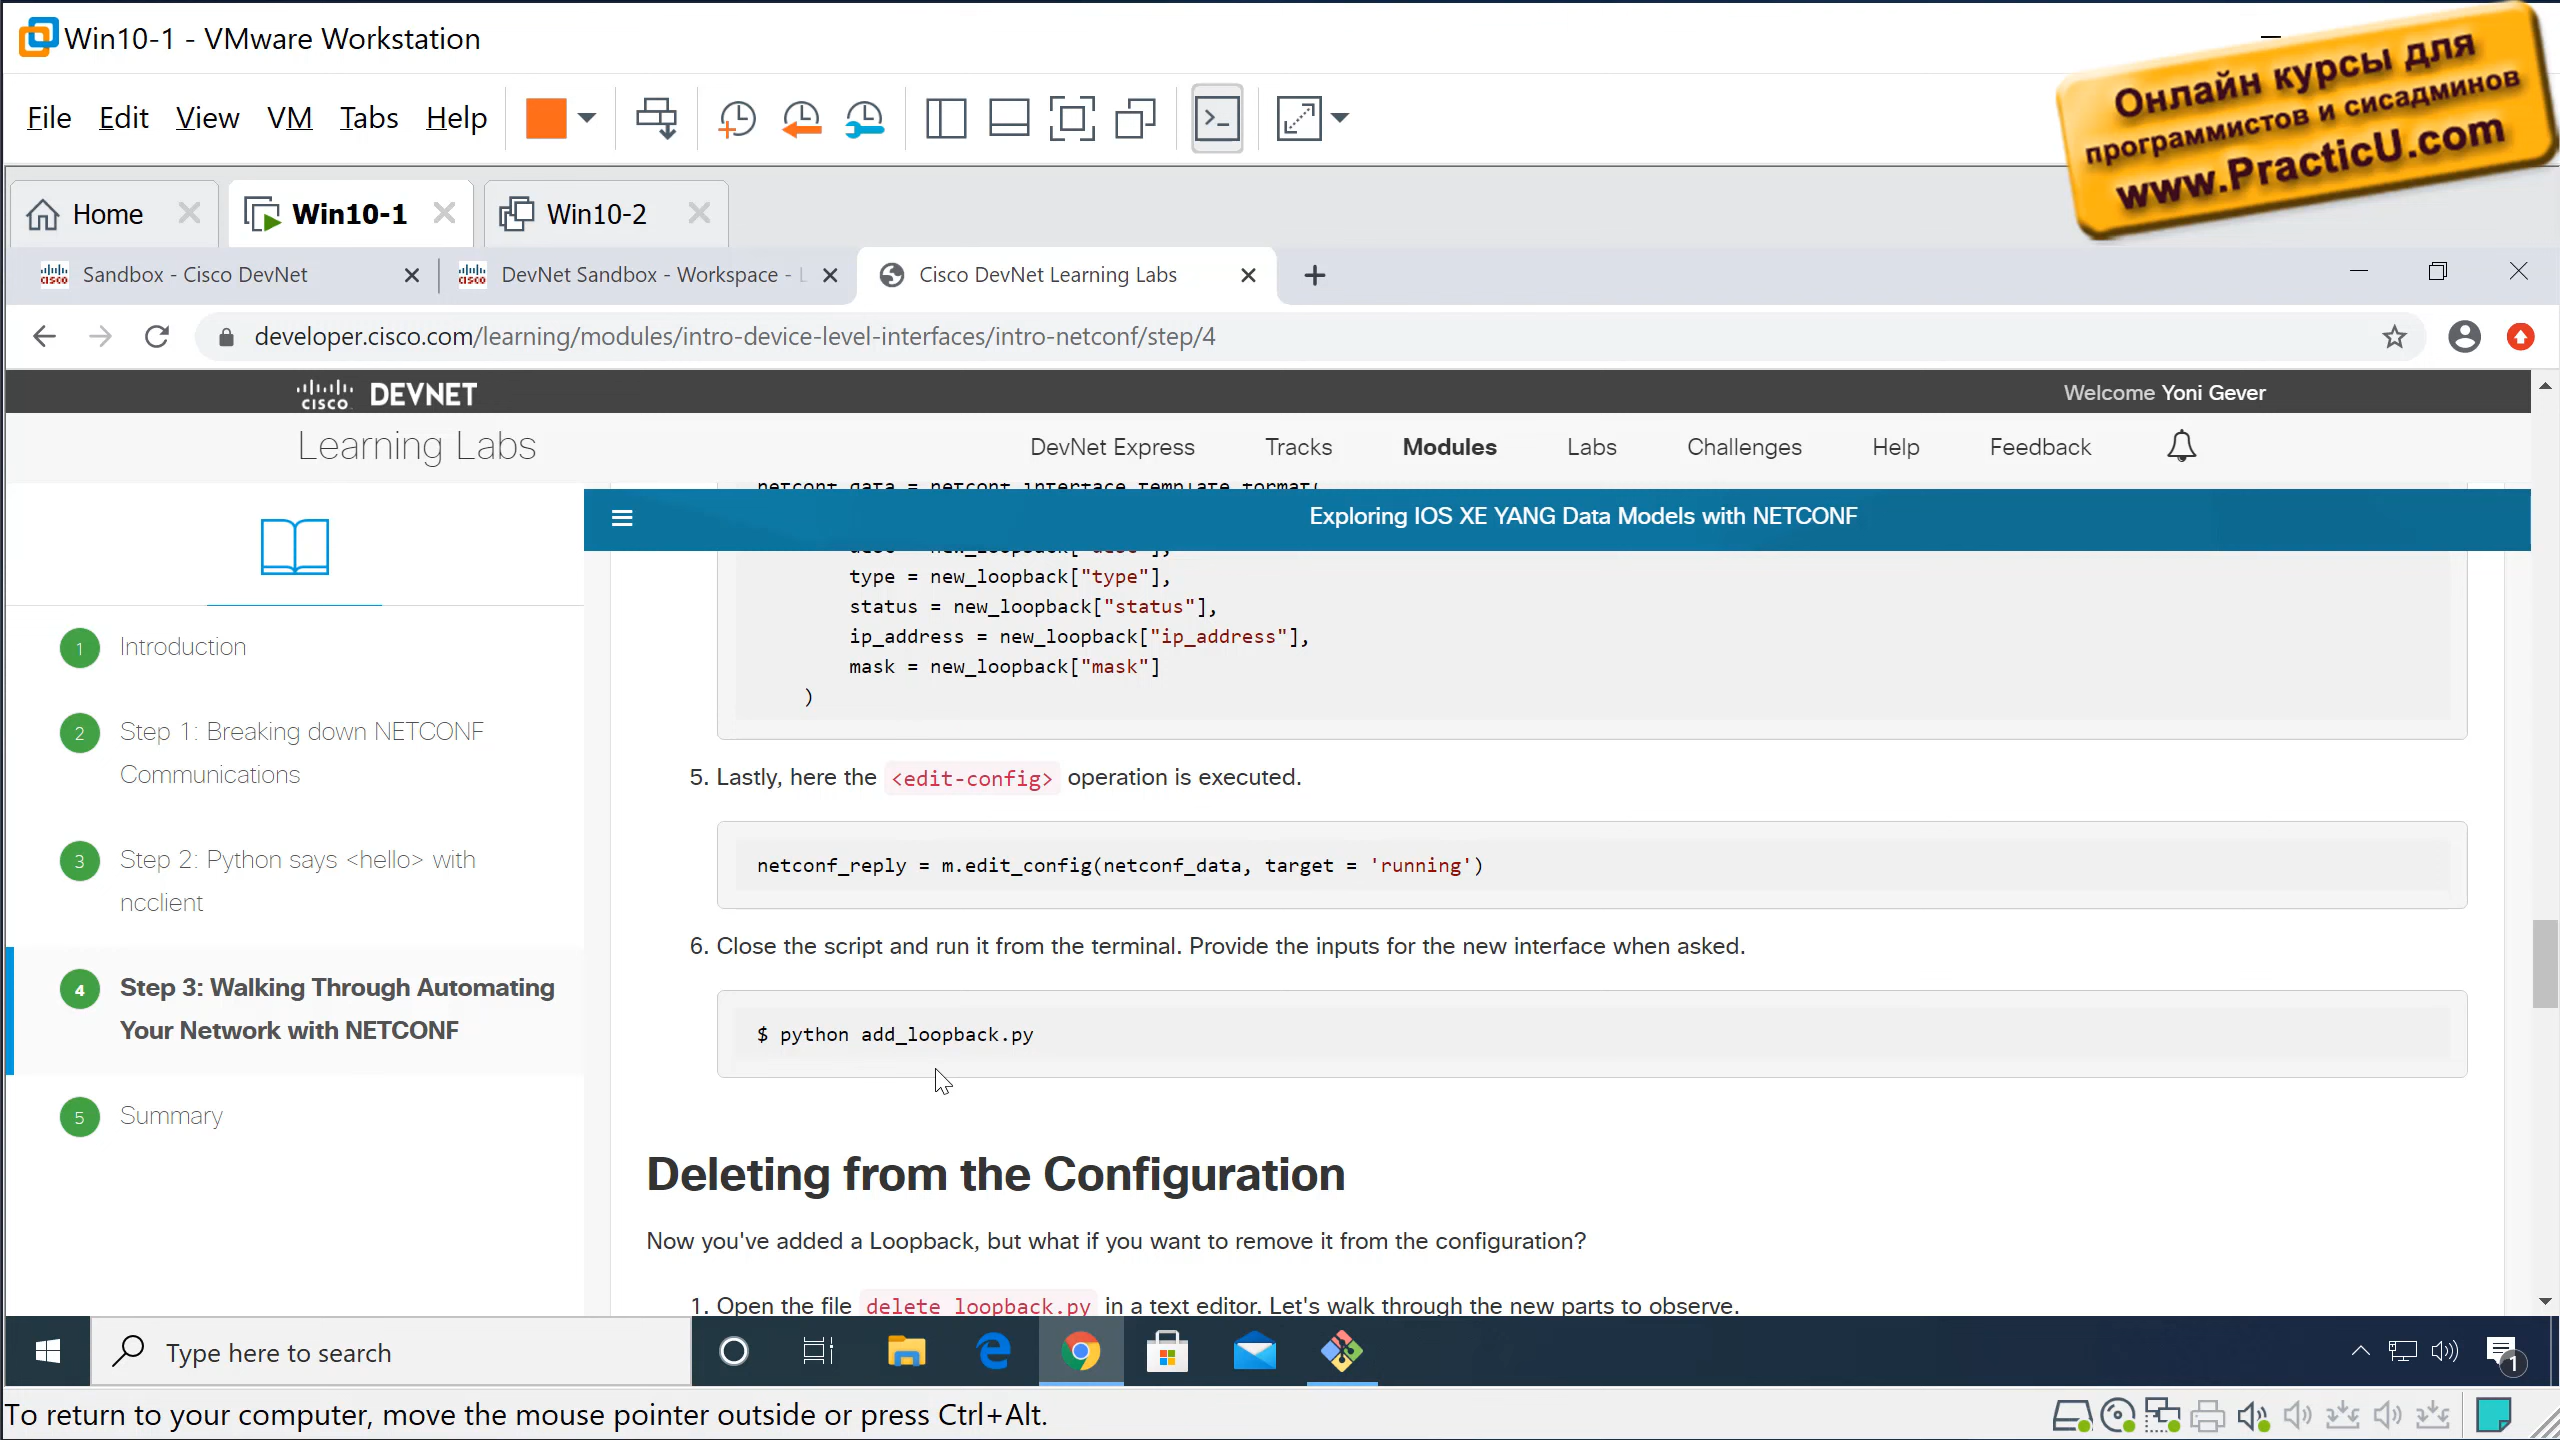 Win10-1 - VMware Workstation
Онлайн курсы для
программистов и сисадминов
www.PracticU.com
File Edit View VM Tabs Help
Home Win10-1 Win10-2
Sandbox - Cisco DevNet DevNet Sandbox - Workspace - Cisco DevNet Learning Labs
developer.cisco.com/learning/modules/intro-device-level-interfaces/intro-netconf/step/4
CISCO DEVNET Welcome Yoni Gever
Learning Labs DevNet Express Tracks Modules Labs Challenges Help Feedback
netconf_data = netconf_interface_template.format(
Exploring IOS XE YANG Data Models with NETCONF
desc = new_loopback["desc"],
type = new_loopback["type"],
status = new_loopback["status"],
ip_address = new_loopback["ip_address"],
mask = new_loopback["mask"]
)
5. Lastly, here the <edit-config> operation is executed.
netconf_reply = m.edit_config(netconf_data, target = 'running')
6. Close the script and run it from the terminal. Provide the inputs for the new interface when asked.
$ python add_loopback.py
Deleting from the Configuration
Now you've added a Loopback, but what if you want to remove it from the configuration?
1. Open the file delete_loopback.py in a text editor. Let's walk through the new parts to observe.
1 Introduction
2 Step 1: Breaking down NETCONF
Communications
3 Step 2: Python says <hello> with
ncclient
4 Step 3: Walking Through Automating
Your Network with NETCONF
5 Summary
Type here to search
1
To return to your computer, move the mouse pointer outside or press Ctrl+Alt.